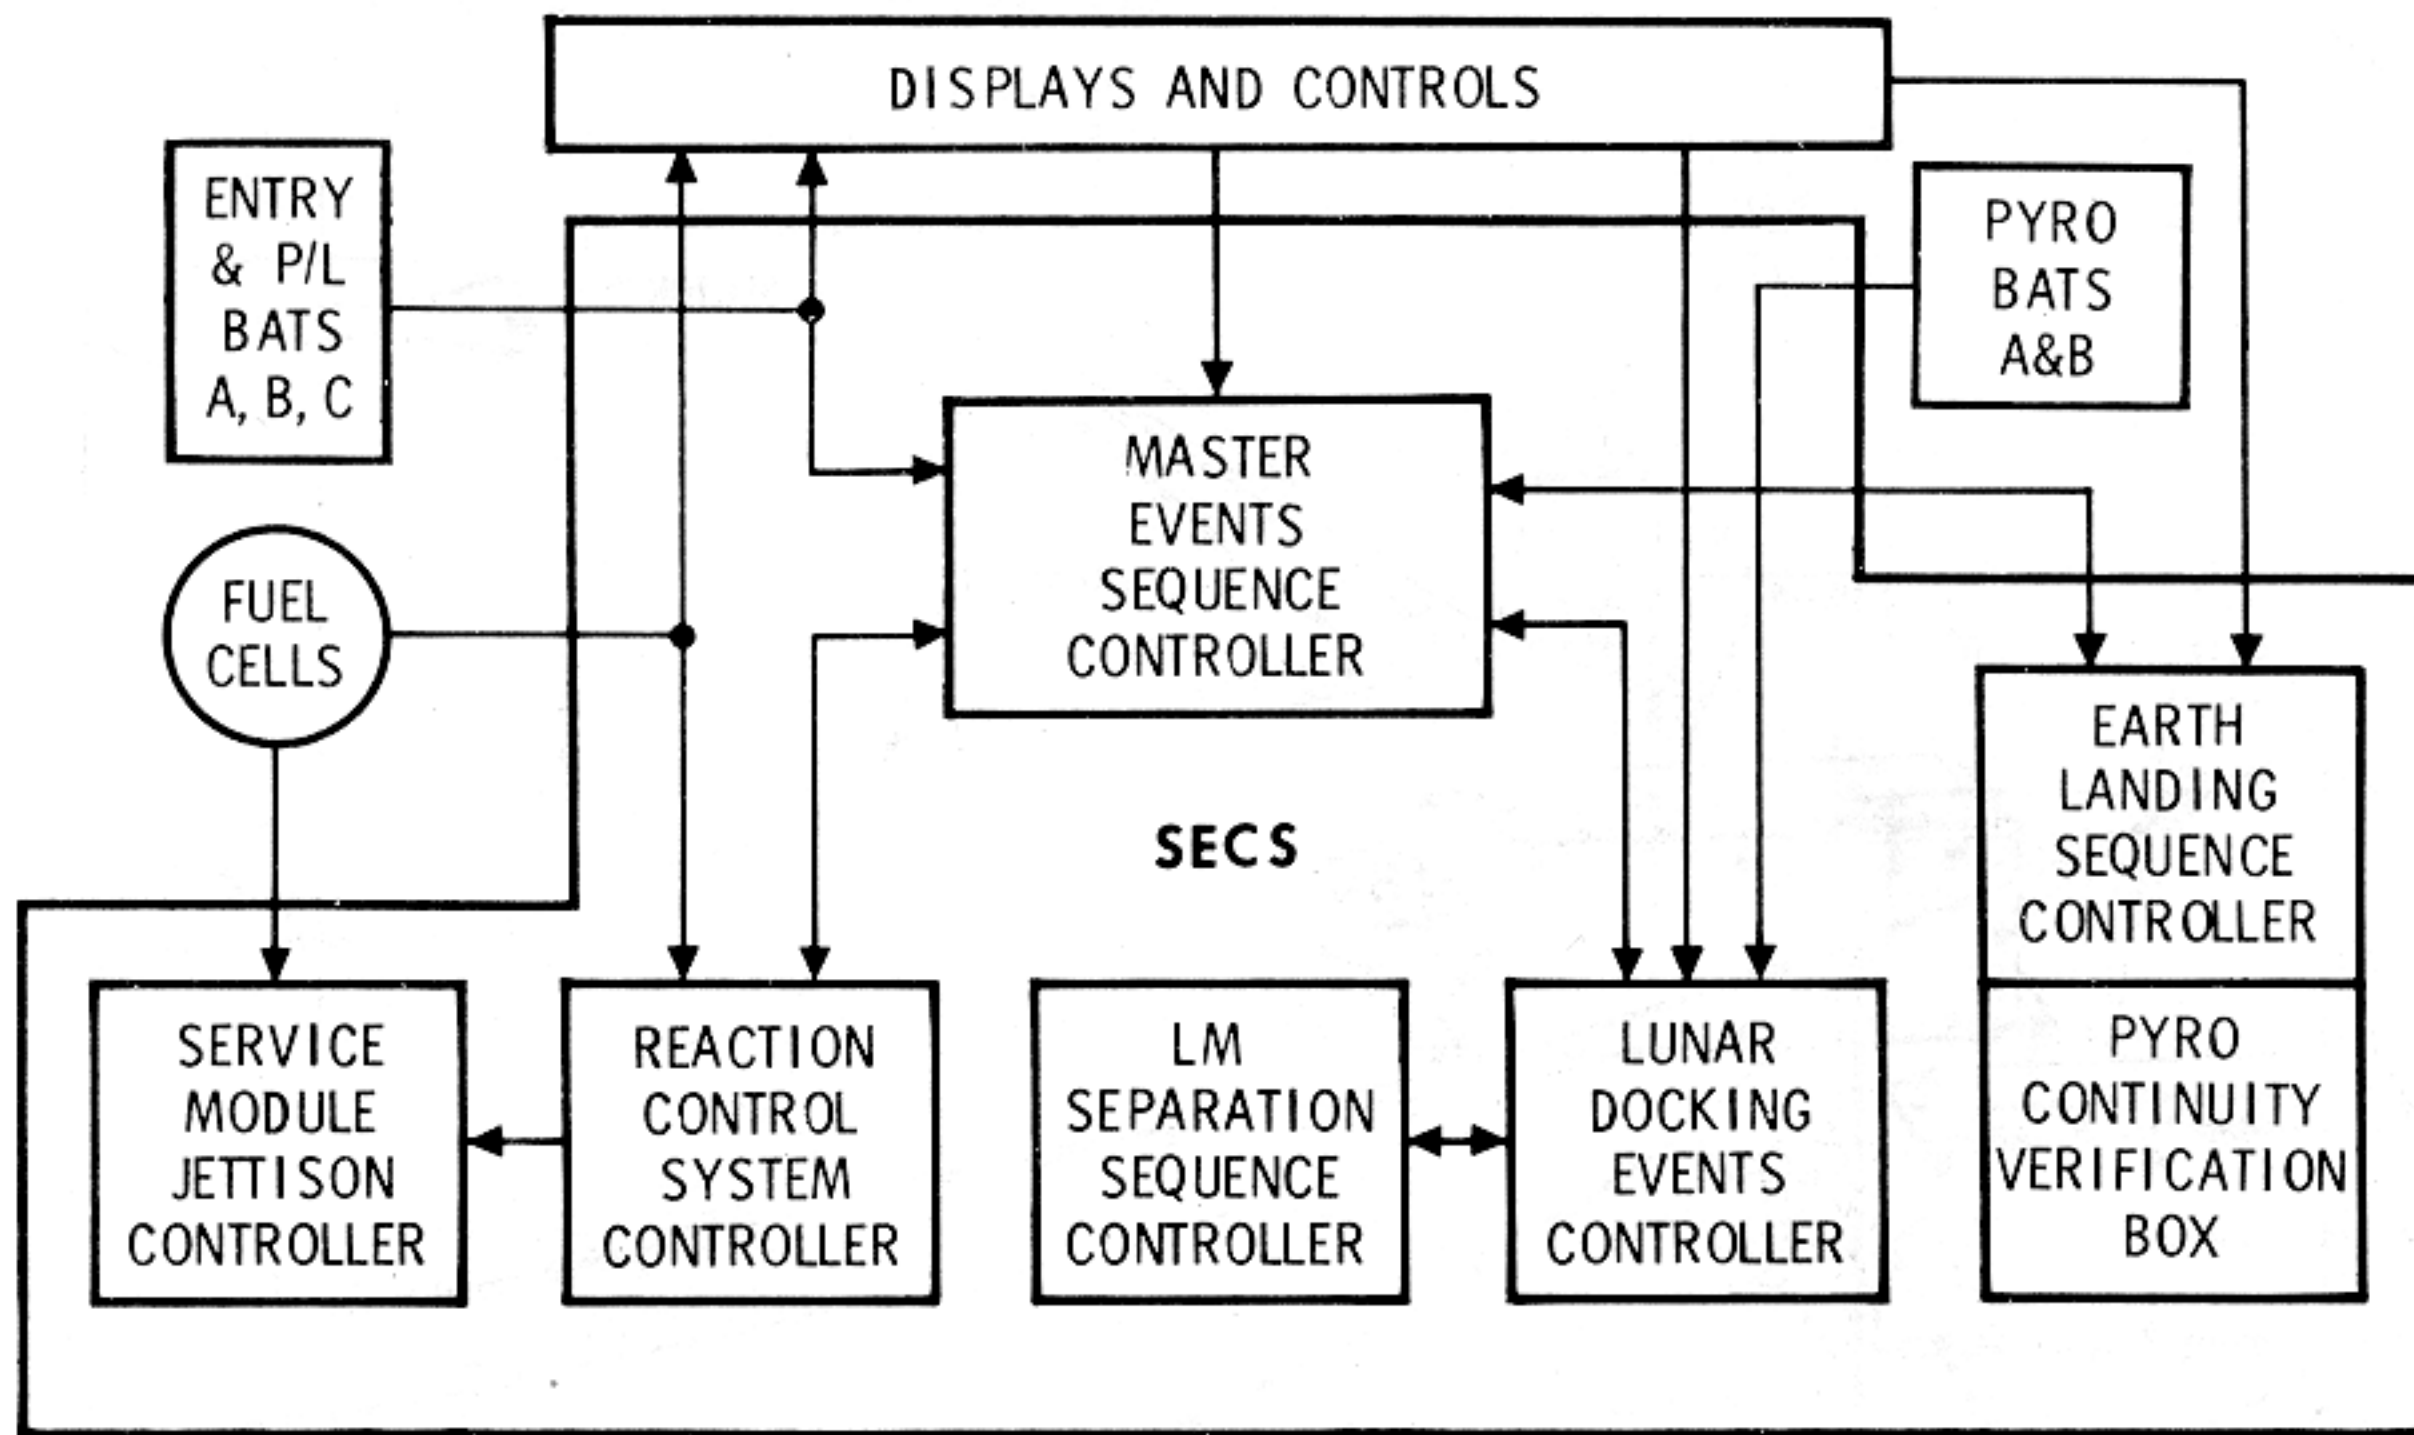 DISPLAYS AND CONTROLS
ENTRY
& P/L
BATS
A, B, C
PYRO
BATS
A&B
FUEL
CELLS
MASTER
EVENTS
SEQUENCE
CONTROLLER
SECS
EARTH
LANDING
SEQUENCE
CONTROLLER
SERVICE
MODULE
JETTISON
CONTROLLER
REACTION
CONTROL
SYSTEM
CONTROLLER
LM
SEPARATION
SEQUENCE
CONTROLLER
LUNAR
DOCKING
EVENTS
CONTROLLER
PYRO
CONTINUITY
VERIFICATION
BOX